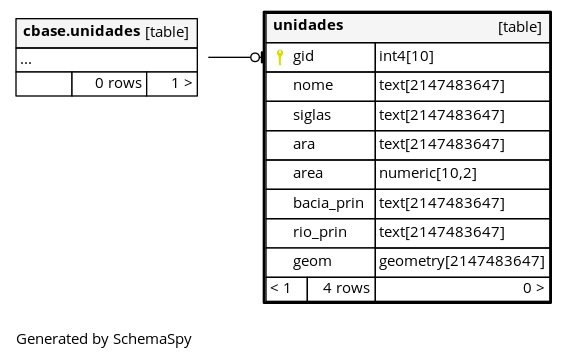 cbase.unidades [table]
...
0 rows 1 >
unidades [table]
gid int4[10]
nome text[2147483647]
siglas text[2147483647]
ara text[2147483647]
area numeric[10,2]
bacia_prin text[2147483647]
rio_prin text[2147483647]
geom geometry[2147483647]
< 1 4 rows 0 >
Generated by SchemaSpy